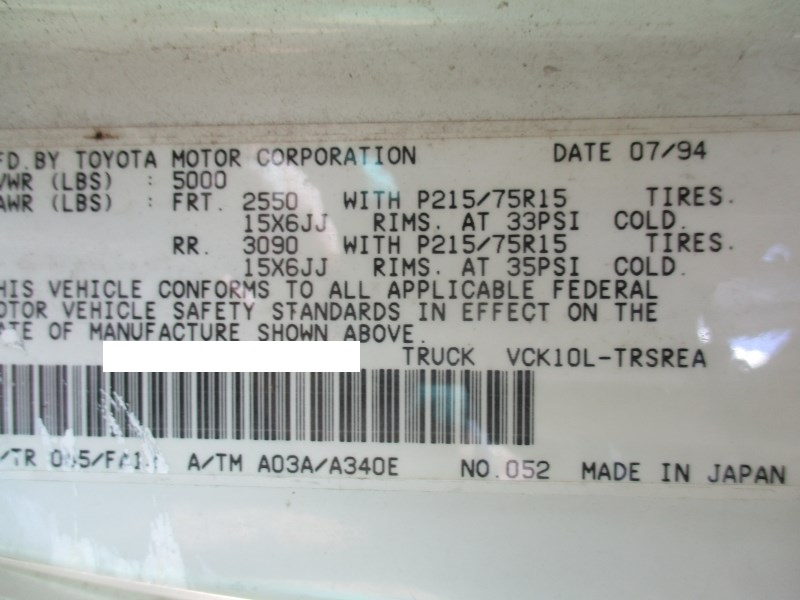 FD. BY TOYOTA MOTOR CORPORATION DATE 07/94
VWR (LBS) : 5000
AWR (LBS) : FRT. 2550 WITH P215/75R15 TIRES.
15X6JJ RIMS. AT 33PSI COLD.
RR. 3090 WITH P215/75R15 TIRES.
15X6JJ RIMS. AT 35PSI COLD.
HIS VEHICLE CONFORMS TO ALL APPLICABLE FEDERAL
OTOR VEHICLE SAFETY STANDARDS IN EFFECT ON THE
ATE OF MANUFACTURE SHOWN ABOVE.
TRUCK VCK10L-TRSREA
/TR A/TM A03A/A340E NO.052 MADE IN JAPAN